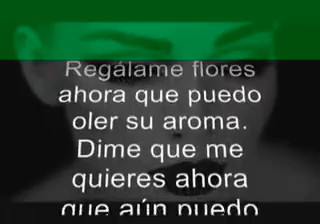 Regálame flores
ahora que puedo
oler su aroma.
Dime que me
quieres ahora
que aún puedo